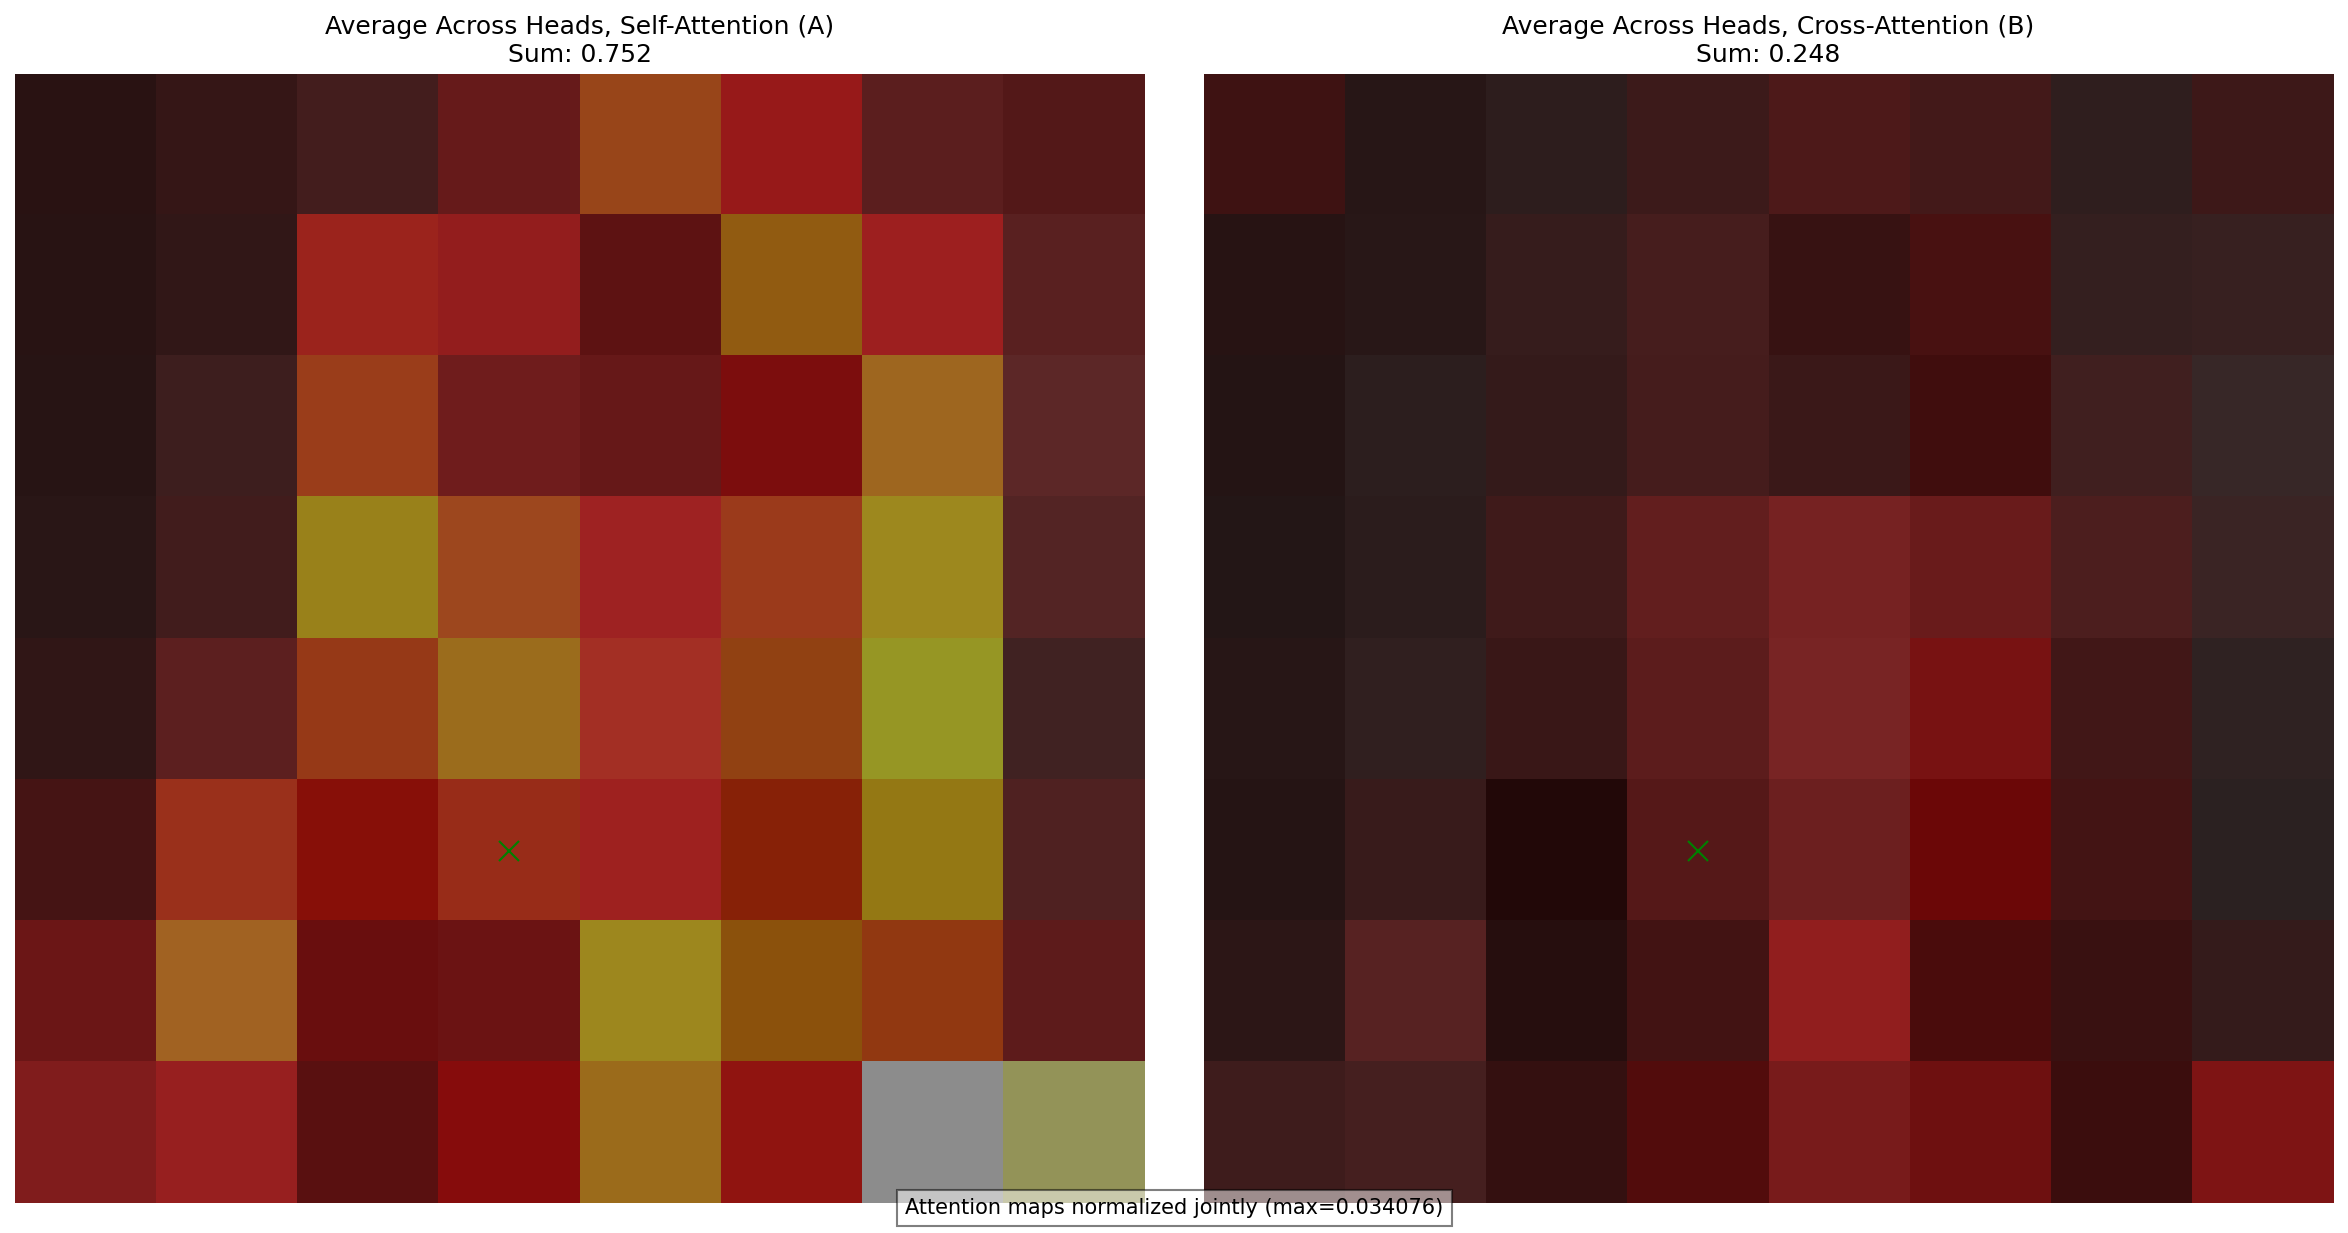 Average Across Heads, Self-Attention (A)
Sum: 0.752
Average Across Heads, Cross-Attention (B)
Sum: 0.248
Attention maps normalized jointly (max=0.034076)